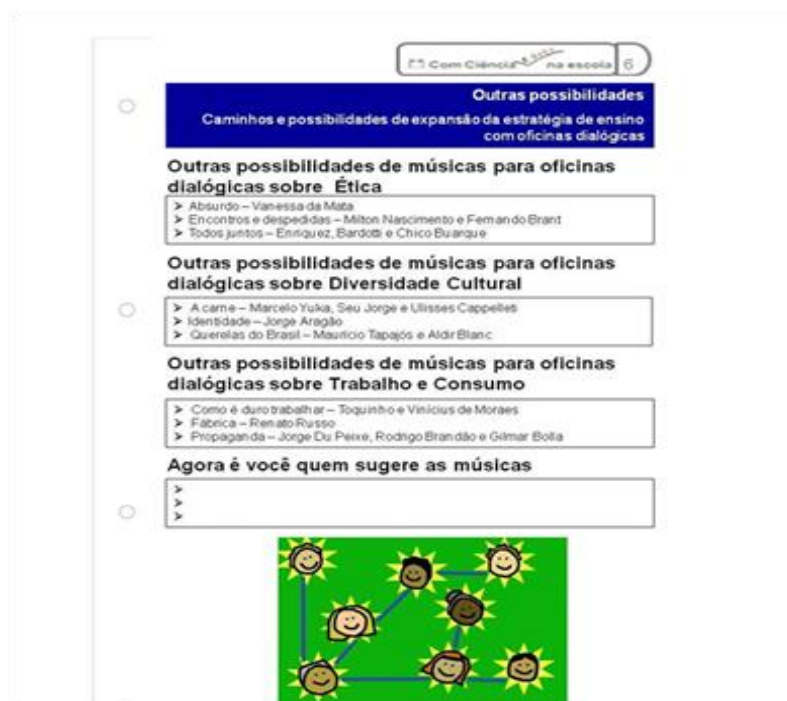 Com Ciência na escola 6
Outras possibilidades
Caminhos e possibilidades de expansão da estratégia de ensino
com oficinas dialógicas
Outras possibilidades de músicas para oficinas
dialógicas sobre Ética
➤ Absurdo – Vanessa da Mata
➤ Encontros e despedidas – Milton Nascimento e Fernando Brant
➤ Todos juntos – Enriquez, Bardotti e Chico Buarque
Outras possibilidades de músicas para oficinas
dialógicas sobre Diversidade Cultural
➤ A carne – Marcelo Yuka, Seu Jorge e Ulisses Cappelleti
➤ Identidade – Jorge Aragão
➤ Querelas do Brasil – Maurício Tapajós e Aldir Blanc
Outras possibilidades de músicas para oficinas
dialógicas sobre Trabalho e Consumo
➤ Como é duro trabalhar – Toquinho e Vinícius de Moraes
➤ Fábrica – Renato Russo
➤ Propaganda – Jorge Du Peixe, Rodrigo Brandão e Gilmar Bolla
Agora é você quem sugere as músicas
➤
➤
➤